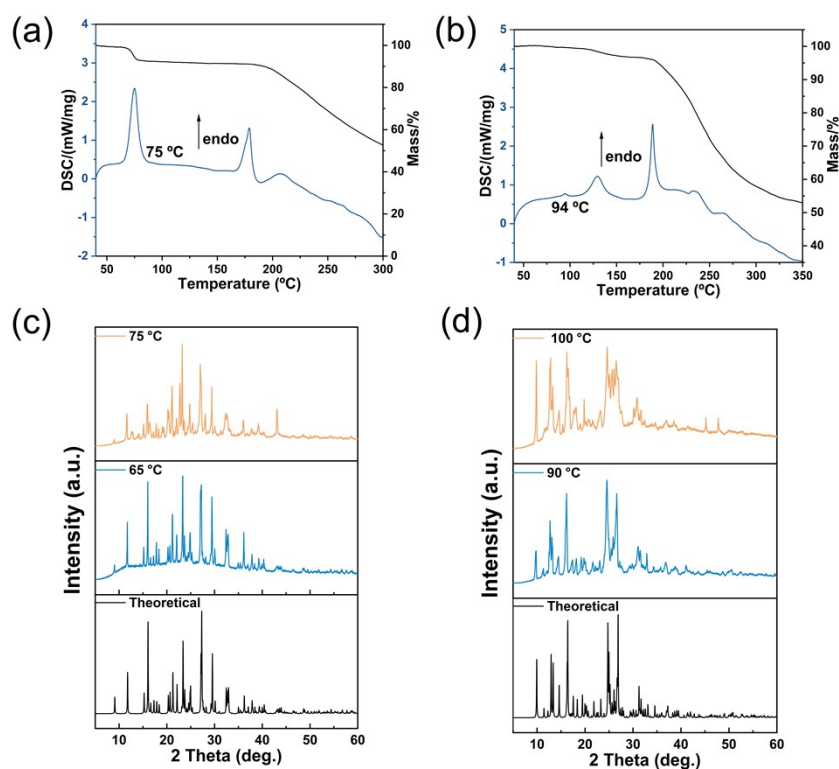 (a)
DSC/(mW/mg)
4
3
2
1
0
-1
-2
75 ºC
endo
100
80
60
40
20
0
Mass/%
50 100 150 200 250 300
Temperature (ºC)
(b)
DSC/(mW/mg)
5
4
3
2
1
0
-1
94 ºC
endo
100
90
80
70
60
50
40
Mass/%
50 100 150 200 250 300 350
Temperature (ºC)
(c)
Intensity (a.u.)
75 ºC
65 ºC
Theoretical
10 20 30 40 50 60
2 Theta (deg.)
(d)
Intensity (a.u.)
100 ºC
90 ºC
Theoretical
10 20 30 40 50 60
2 Theta (deg.)